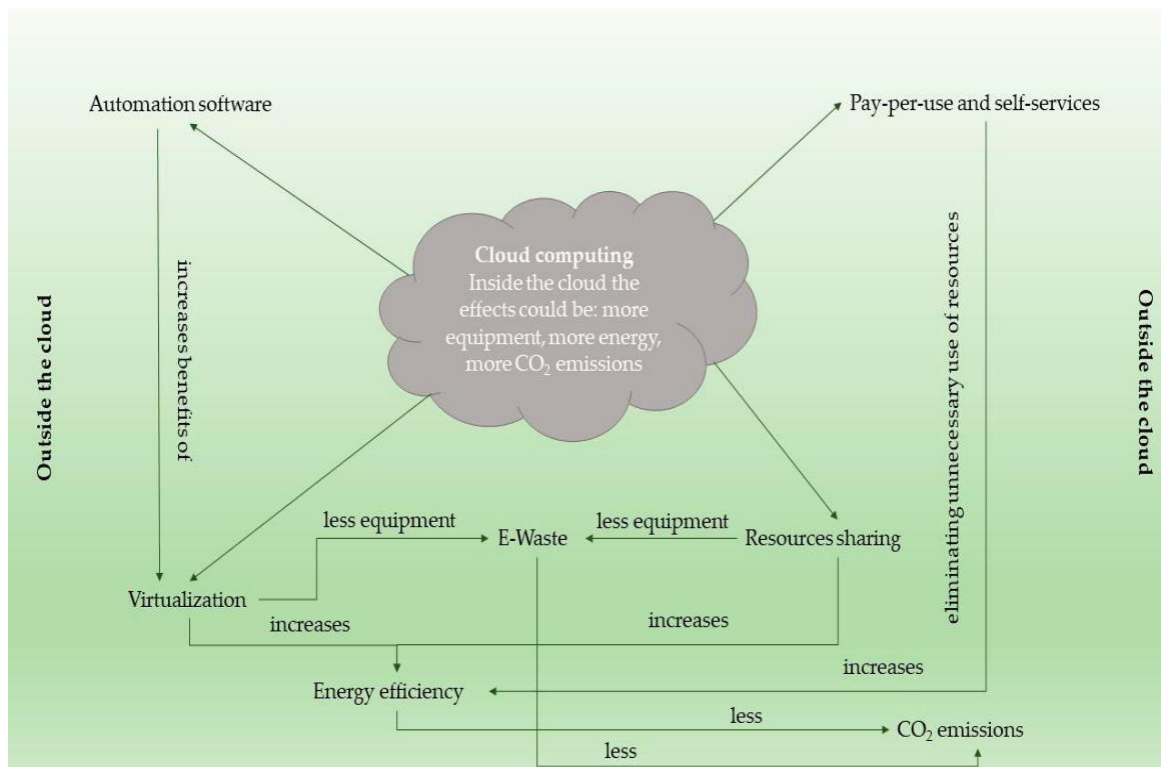 Automation software
Pay-per-use and self-services
Cloud computing
Inside the cloud the
effects could be: more
equipment, more energy,
more CO₂ emissions
Outside the cloud
increases benefits of
eliminating unnecessary use of resources
Outside the cloud
less equipment
E-Waste
less equipment
Resources sharing
Virtualization
increases
increases
increases
Energy efficiency
less
CO₂ emissions
less